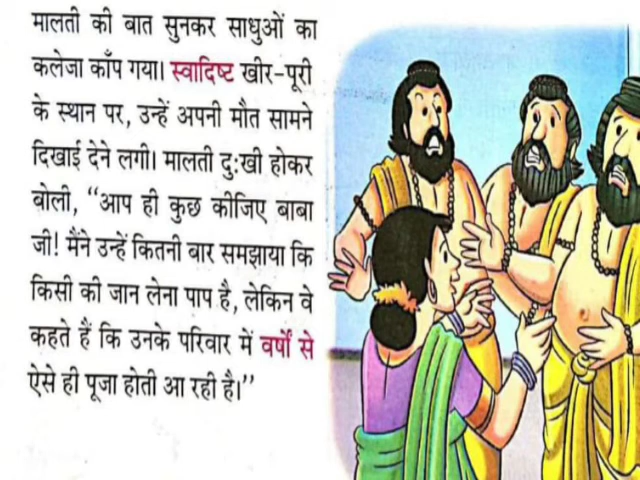 मालती की बात सुनकर साधुओं का
कलेजा काँप गया। स्वादिष्ट खीर-पूरी
के स्थान पर, उन्हें अपनी मौत सामने
दिखाई देने लगी। मालती दुःखी होकर
बोली, “आप ही कुछ कीजिए बाबा
जी! मैंने उन्हें कितनी बार समझाया कि
किसी की जान लेना पाप है, लेकिन वे
कहते हैं कि उनके परिवार में वर्षों से
ऐसे ही पूजा होती आ रही है।”